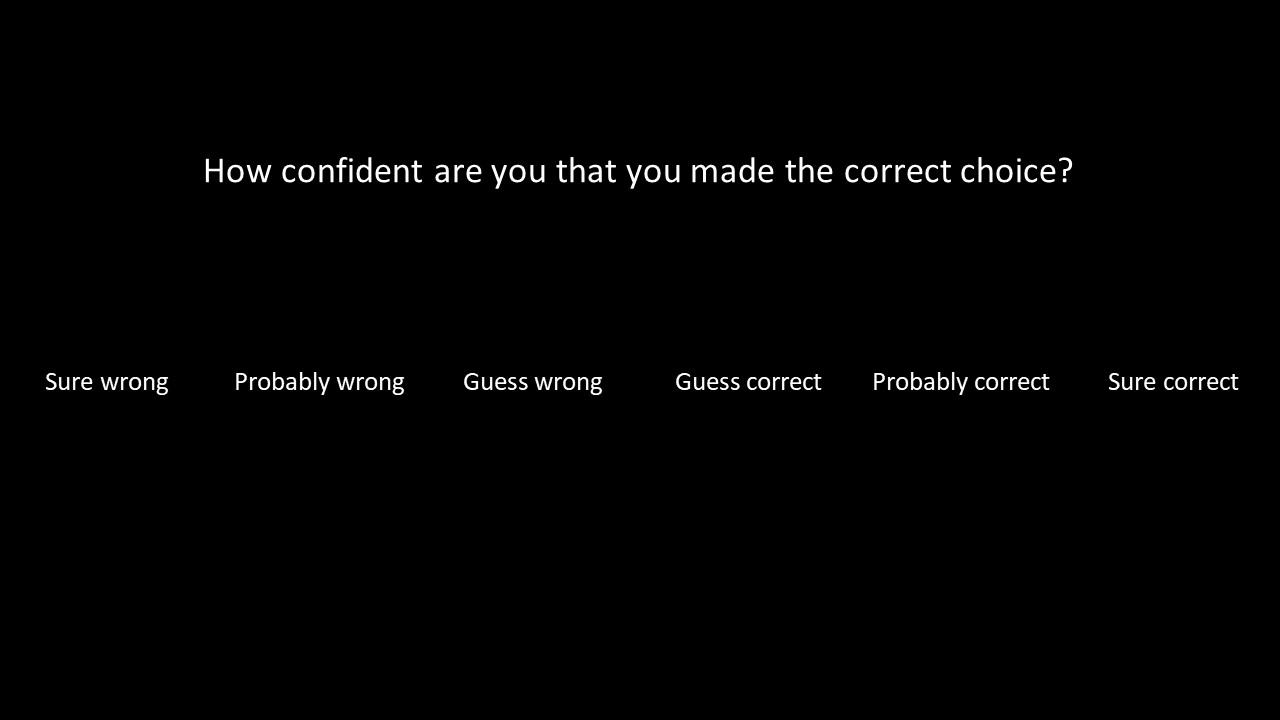 How confident are you that you made the correct choice?
Sure wrong Probably wrong Guess wrong Guess correct Probably correct Sure correct